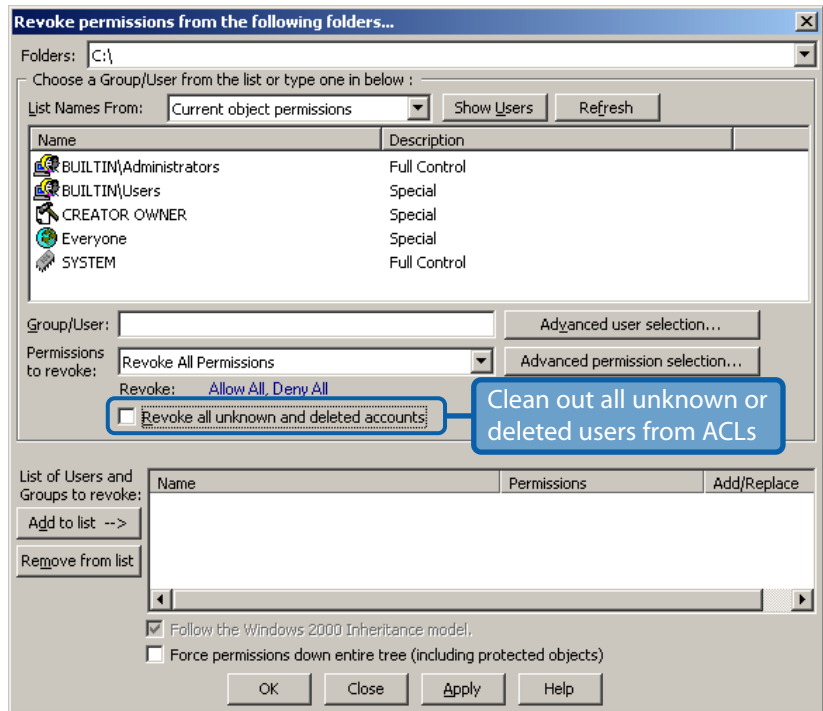 Revoke permissions from the following folders...
Folders: C:\
Choose a Group/User from the list or type one in below :
List Names From: Current object permissions Show Users Refresh
Name Description
BUILTIN\Administrators Full Control
BUILTIN\Users Special
CREATOR OWNER Special
Everyone Special
SYSTEM Full Control
Group/User: Advanced user selection...
Permissions
to revoke: Revoke All Permissions Advanced permission selection...
Revoke: Allow All, Deny All
Revoke all unknown and deleted accounts
Clean out all unknown or
deleted users from ACLs
List of Users and
Groups to revoke: Name Permissions Add/Replace
Add to list -->
Remove from list
Follow the Windows 2000 Inheritance model.
Force permissions down entire tree (including protected objects)
OK Close Apply Help